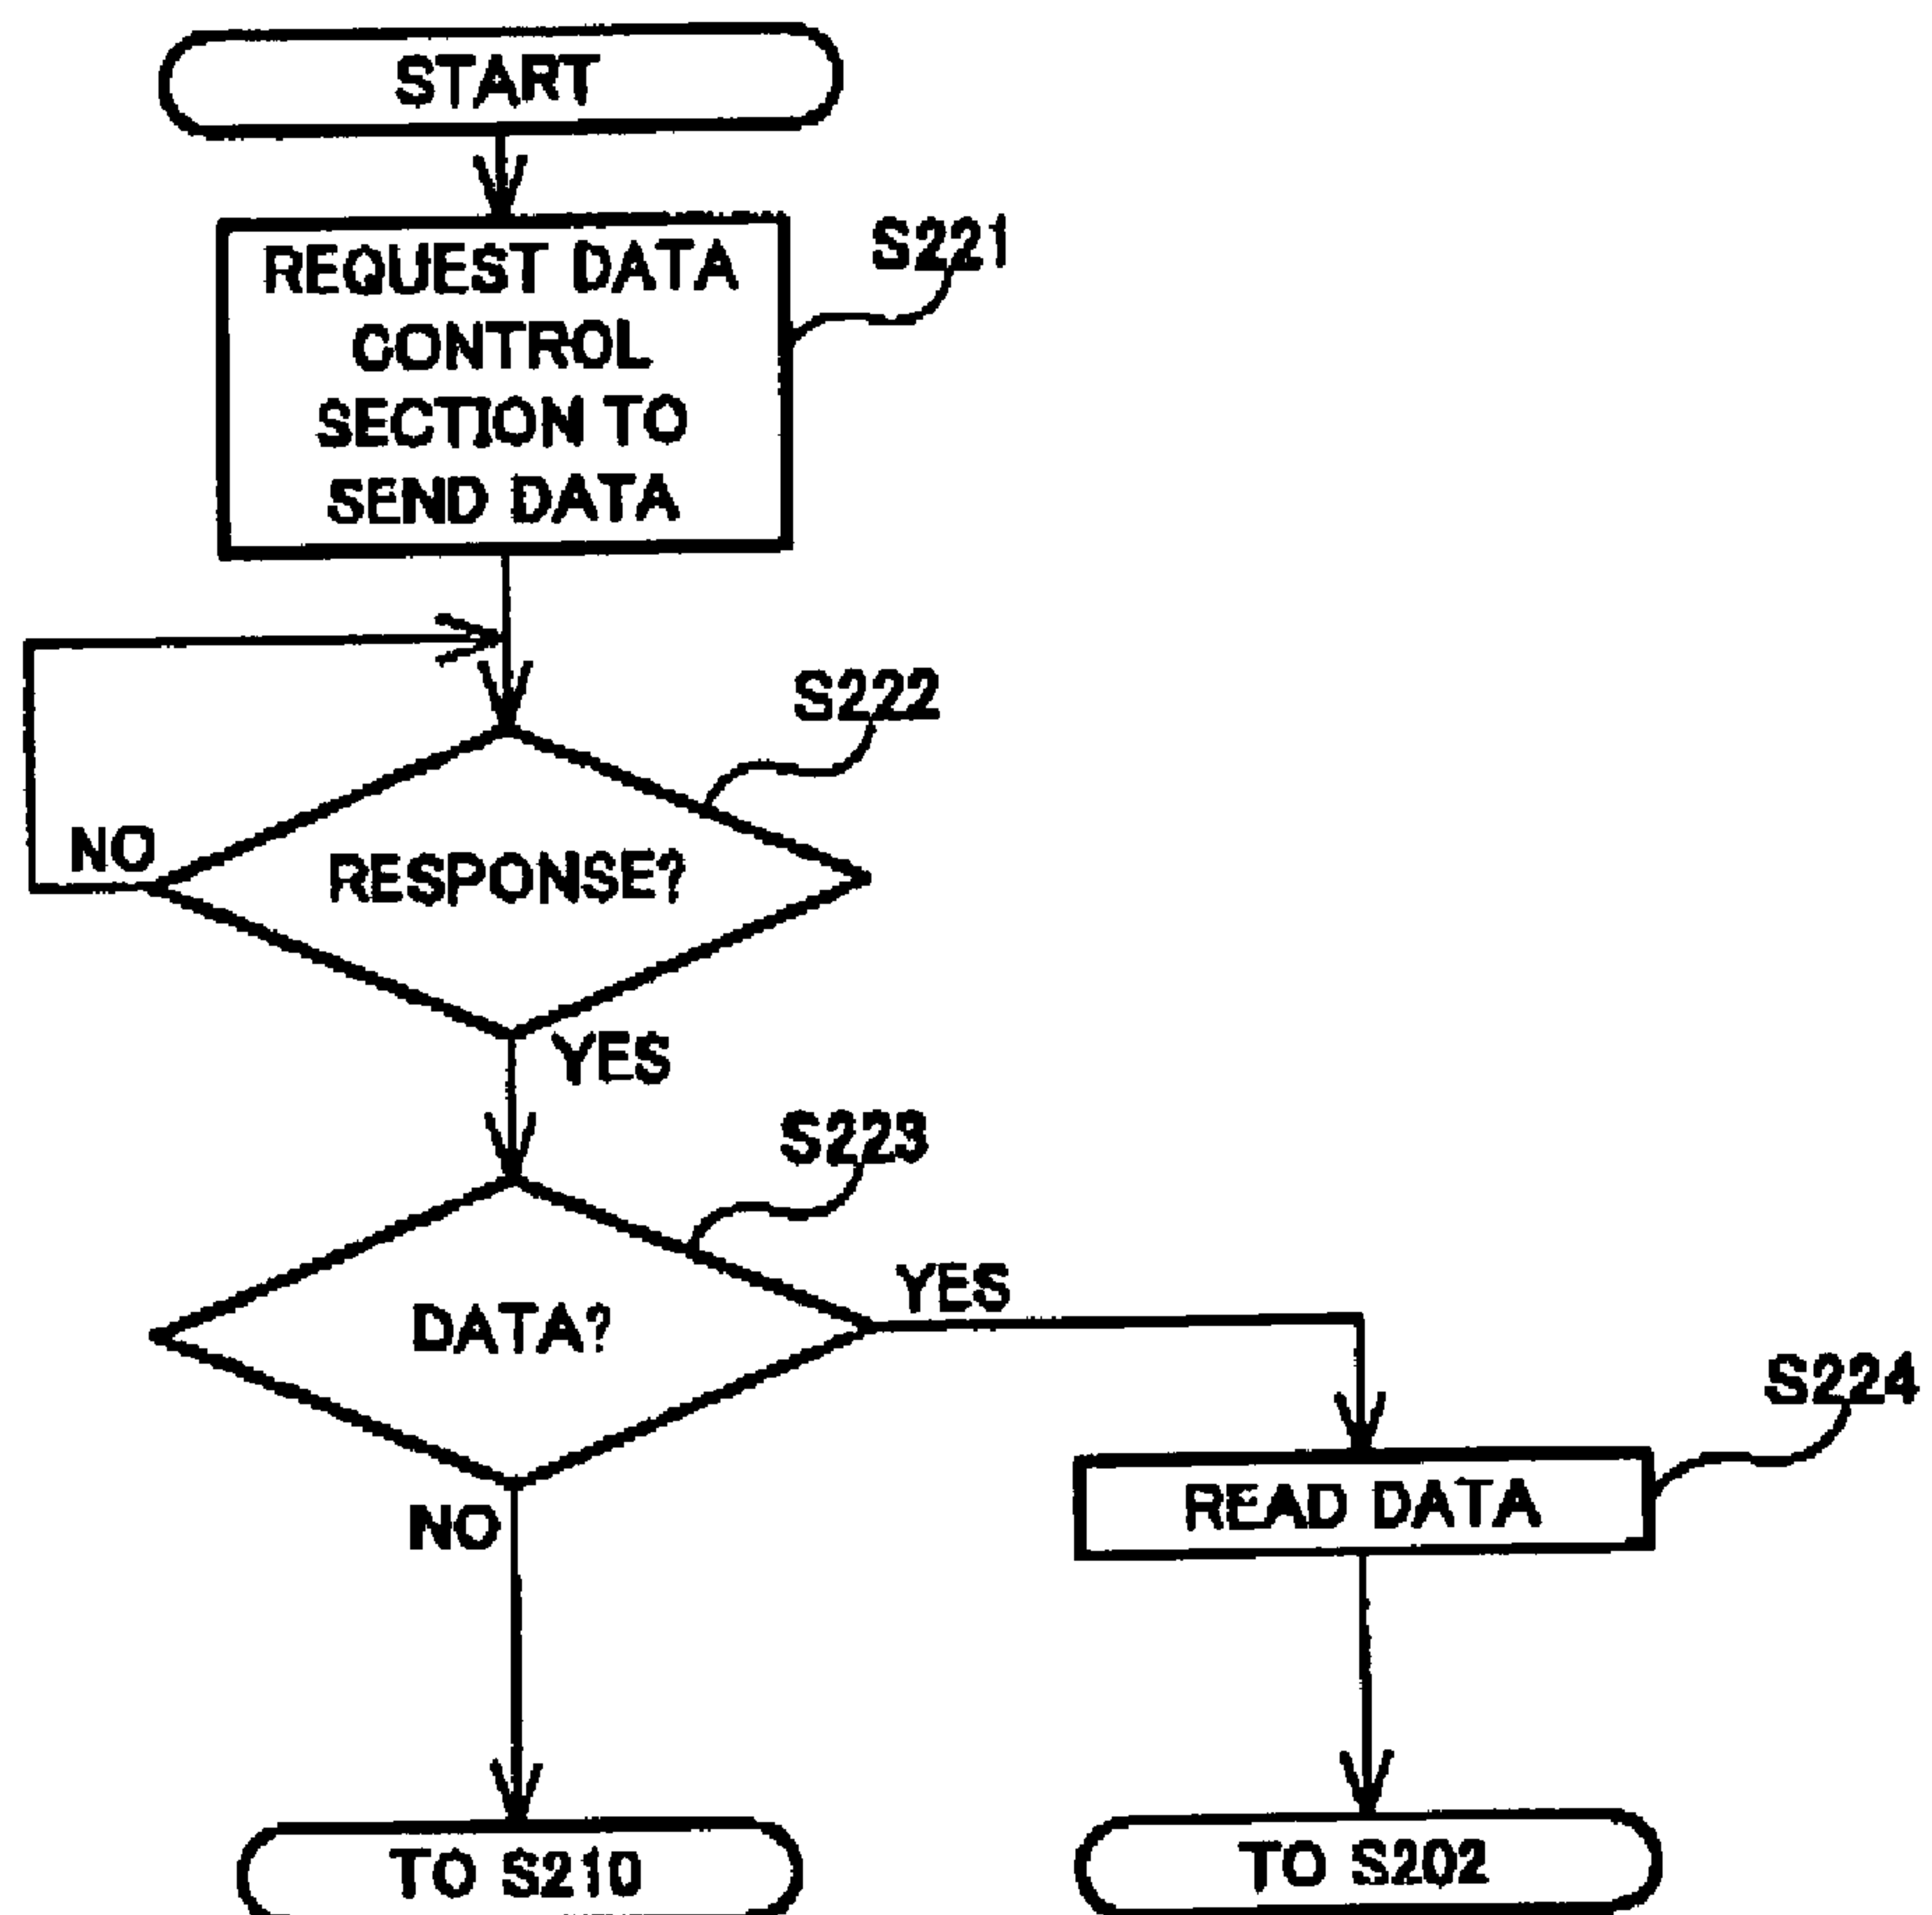 START
REQUEST DATA
CONTROL
SECTION TO
SEND DATA
S221
S222
NO
RESPONSE?
YES
S223
DATA?
YES
S224
NO
READ DATA
TO S210
TO S202